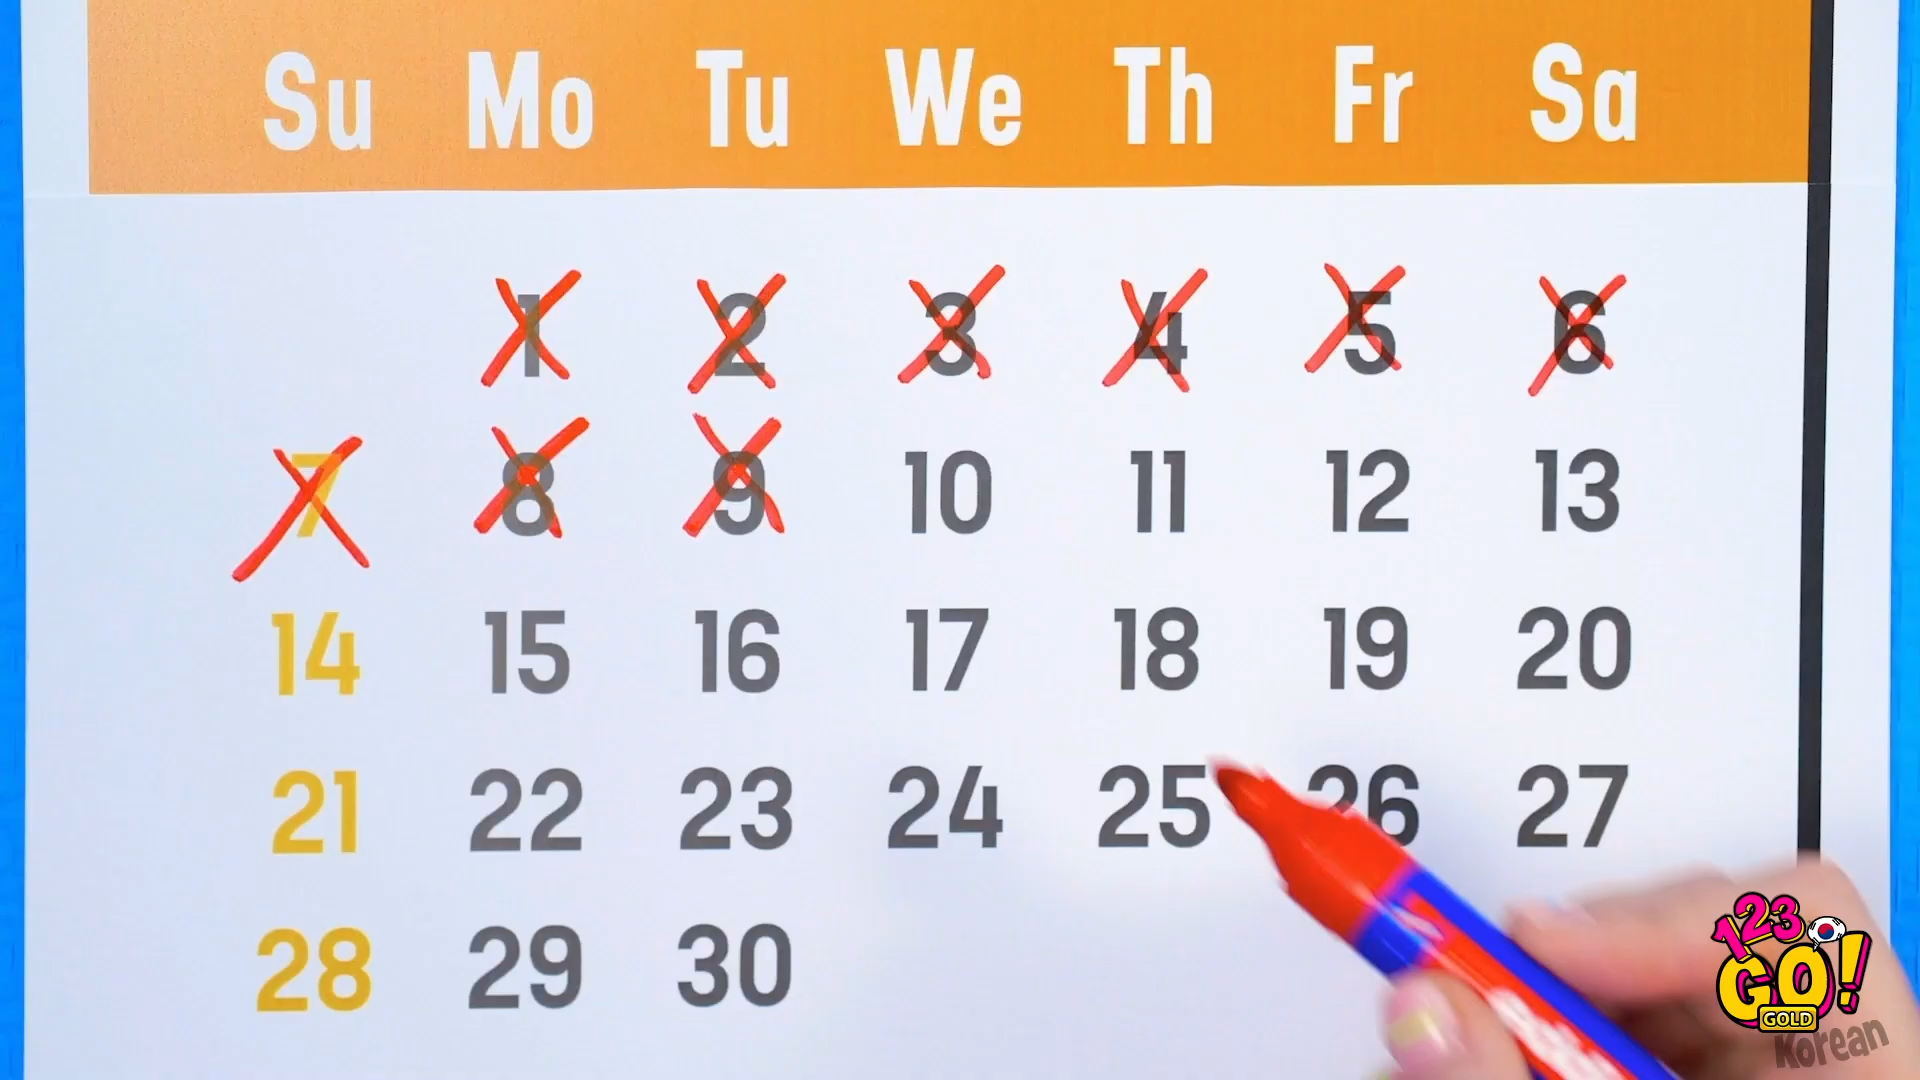 Su Mo Tu We Th Fr Sa
1 2 3 4 5 6
7 8 9 10 11 12 13
14 15 16 17 18 19 20
21 22 23 24 25 26 27
28 29 30
123
GO!
GOLD
Korean